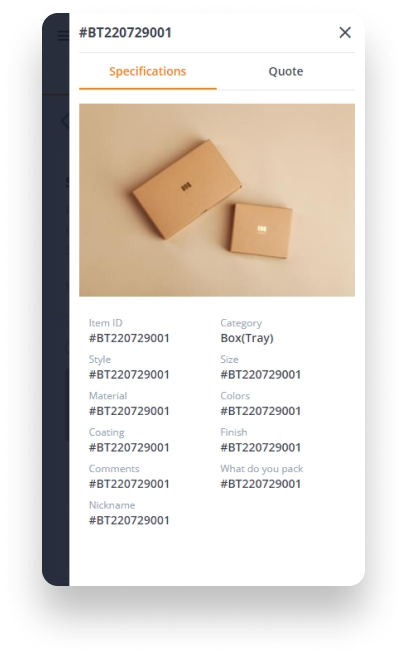 #BT220729001
Specifications
Quote
Item ID
#BT220729001
Category
Box(Tray)
Style
#BT220729001
Size
#BT220729001
Material
#BT220729001
Colors
#BT220729001
Coating
#BT220729001
Finish
#BT220729001
Comments
#BT220729001
What do you pack
#BT220729001
Nickname
#BT220729001